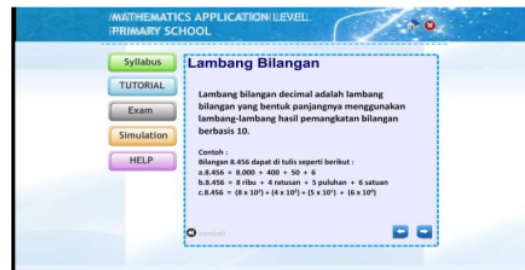 MATHEMATICS APPLICATION LEVEL
PRIMARY SCHOOL
Syllabus
TUTORIAL
Exam
Simulation
HELP
Lambang Bilangan
Lambang bilangan decimal adalah lambang
bilangan yang bentuk panjangnya menggunakan
lambang-lambang hasil pemangkatan bilangan
berbasis 10.
Contoh :
Bilangan 8.456 dapat di tulis seperti berikut :
a.8.456 = 8.000 + 400 + 50 + 6
b.8.456 = 8 ribu + 4 ratusan + 5 puluhan + 6 satuan
c.8.456 = (8 x 10³) + (4 x 10²) + (5 x 10¹) + (6 x 10⁰)
kembali